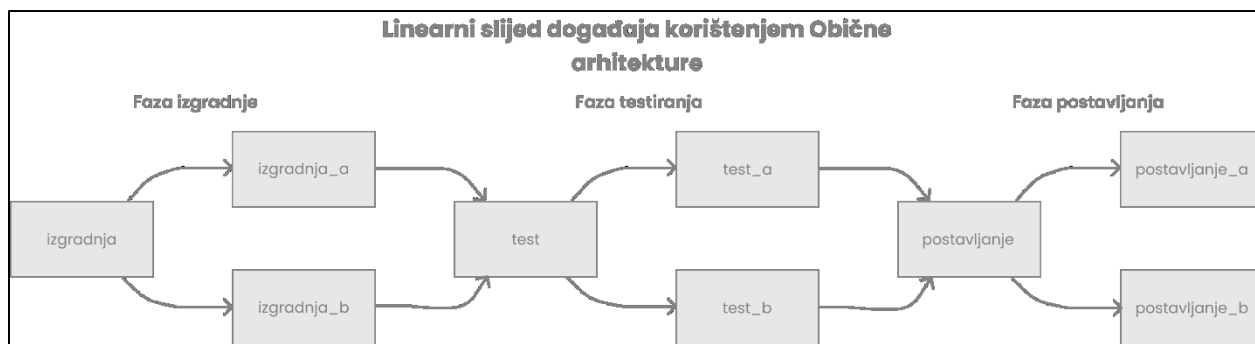 Linearni slijed događaja korištenjem Obične
arhitekture
Faza izgradnje
Faza testiranja
Faza postavljanja
izgradnja_a
test_a
postavljanje_a
izgradnja
test
postavljanje
izgradnja_b
test_b
postavljanje_b